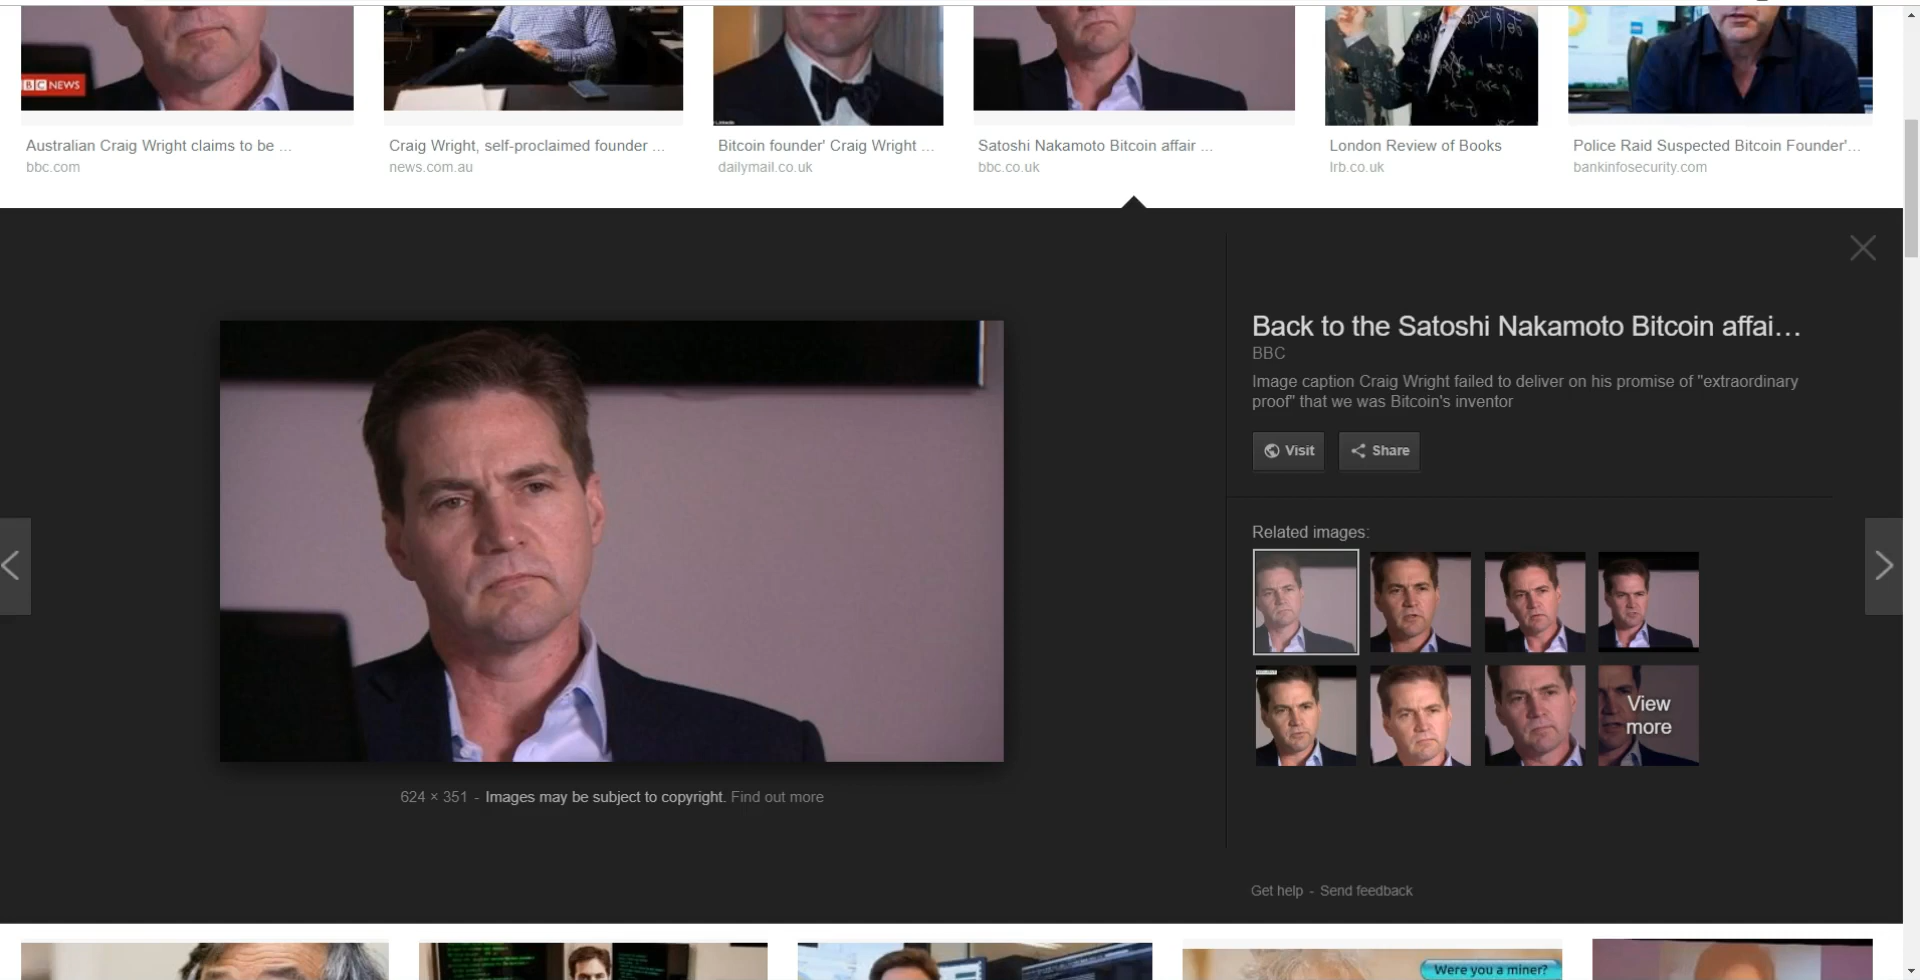 BBC NEWS
Australian Craig Wright claims to be ...
bbc.com
Craig Wright, self-proclaimed founder ...
news.com.au
Bitcoin founder' Craig Wright ...
dailymail.co.uk
Satoshi Nakamoto Bitcoin affair ...
bbc.co.uk
London Review of Books
lrb.co.uk
Police Raid Suspected Bitcoin Founder'...
bankinfosecurity.com
Back to the Satoshi Nakamoto Bitcoin affai...
BBC
Image caption Craig Wright failed to deliver on his promise of "extraordinary
proof" that we was Bitcoin's inventor
Visit
Share
Related images:
View
more
624 × 351 - Images may be subject to copyright. Find out more
Get help - Send feedback
Were you a miner?